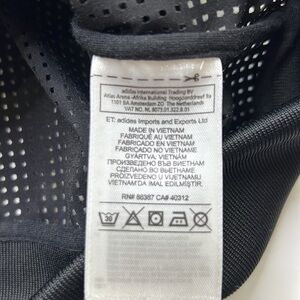 adidas International Trading BV
Atlas Arena -Afrika Building Hoogoorddreef 9a
1101 BA Amsterdam ZO The Netherlands
VAT NO. NL 8073.01.322.B.01
ET: adidas Imports and Exports Ltd
MADE IN VIETNAM
FABRIQUÉ AU VIETNAM
FABRICADO EN VIETNAM
FABRICADO NO VIETNAME
GYÁRTVA: VIETNAM
ПРОИЗВЕДЕНО ВЪВ ВИЕТНАМ
СДЕЛАНО ВО ВЬЕТНАМЕ
PROIZVEDENO U VIJETNAMU
VIETNAM'DA İMAL EDİLMİŞTİR.
RN# 88387 CA# 40312
30